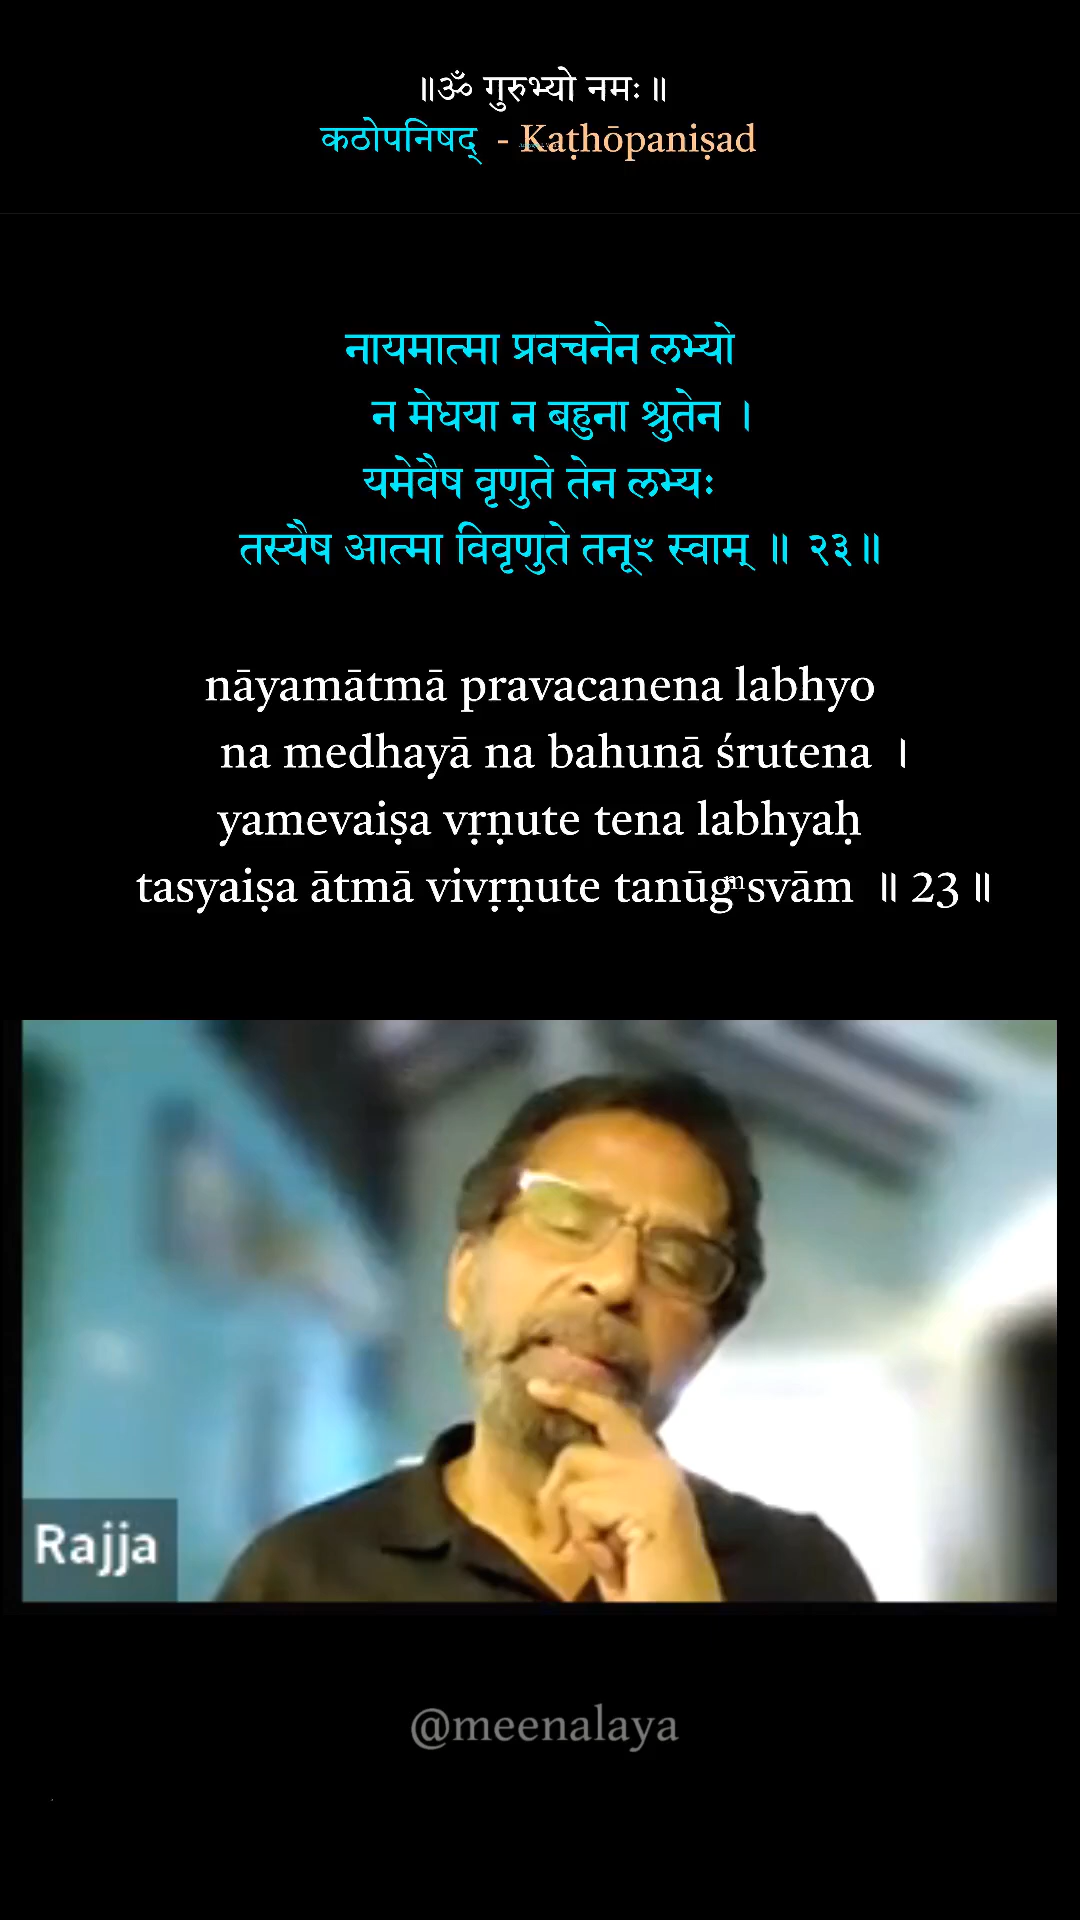 ॥ॐ गुरुभ्यो नमः॥
कठोपनिषद् - Kaṭhōpaniṣad
नायमात्मा प्रवचनेन लभ्यो
न मेधया न बहुना श्रुतेन ।
यमेवैष वृणुते तेन लभ्यः
तस्यैष आत्मा विवृणुते तनूꣳ स्वाम् ॥ २३॥
nāyamātmā pravacanena labhyo
na medhayā na bahunā śrutena ।
yamevaiṣa vṛṇute tena labhyaḥ
tasyaiṣa ātmā vivṛṇute tanūgᵐsvām ॥ 23॥
Rajja
@meenalaya